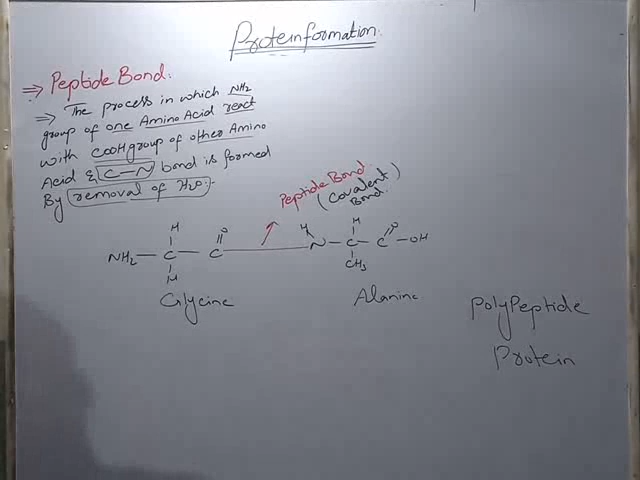 Protein formation
⇒ Peptide Bond:
⇒ The process in which NH2
group of one Amino Acid react
with COOH group of other Amino
Acid & C–N bond is formed
By removal of H2O:.
Peptide Bond
(Covalent
Bond)
H O H H O
NH2 — C — C — N — C — C — OH
H CH3
Glycine Alanine
PolyPeptide
Protein